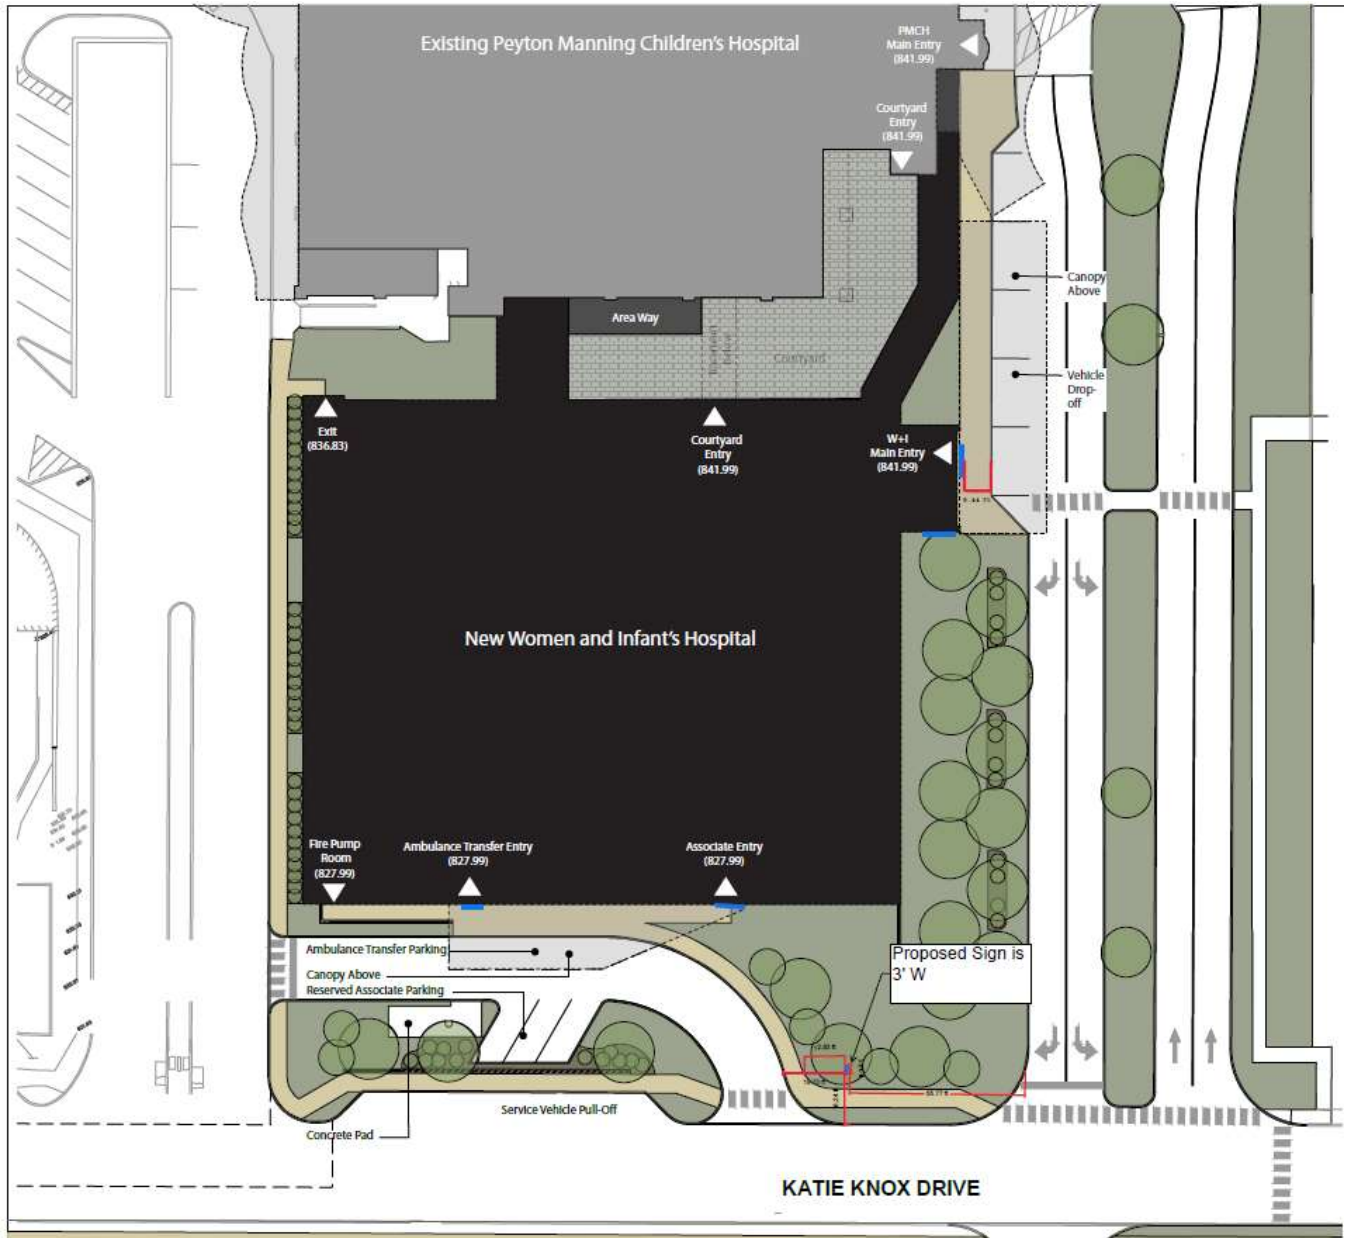 Existing Peyton Manning Children's Hospital
PMCH
Main Entry
(841.99)
Courtyard
Entry
(841.99)
Canopy
Above
Area Way
Courtyard
Vehicle
Drop-
off
Exit
(836.83)
Courtyard
Entry
(841.99)
W+I
Main Entry
(841.99)
New Women and Infant's Hospital
Fire Pump
Room
(827.99)
Ambulance Transfer Entry
(827.99)
Associate Entry
(827.99)
Ambulance Transfer Parking
Canopy Above
Reserved Associate Parking
Proposed Sign is
3' W
Service Vehicle Pull-Off
Concrete Pad
KATIE KNOX DRIVE